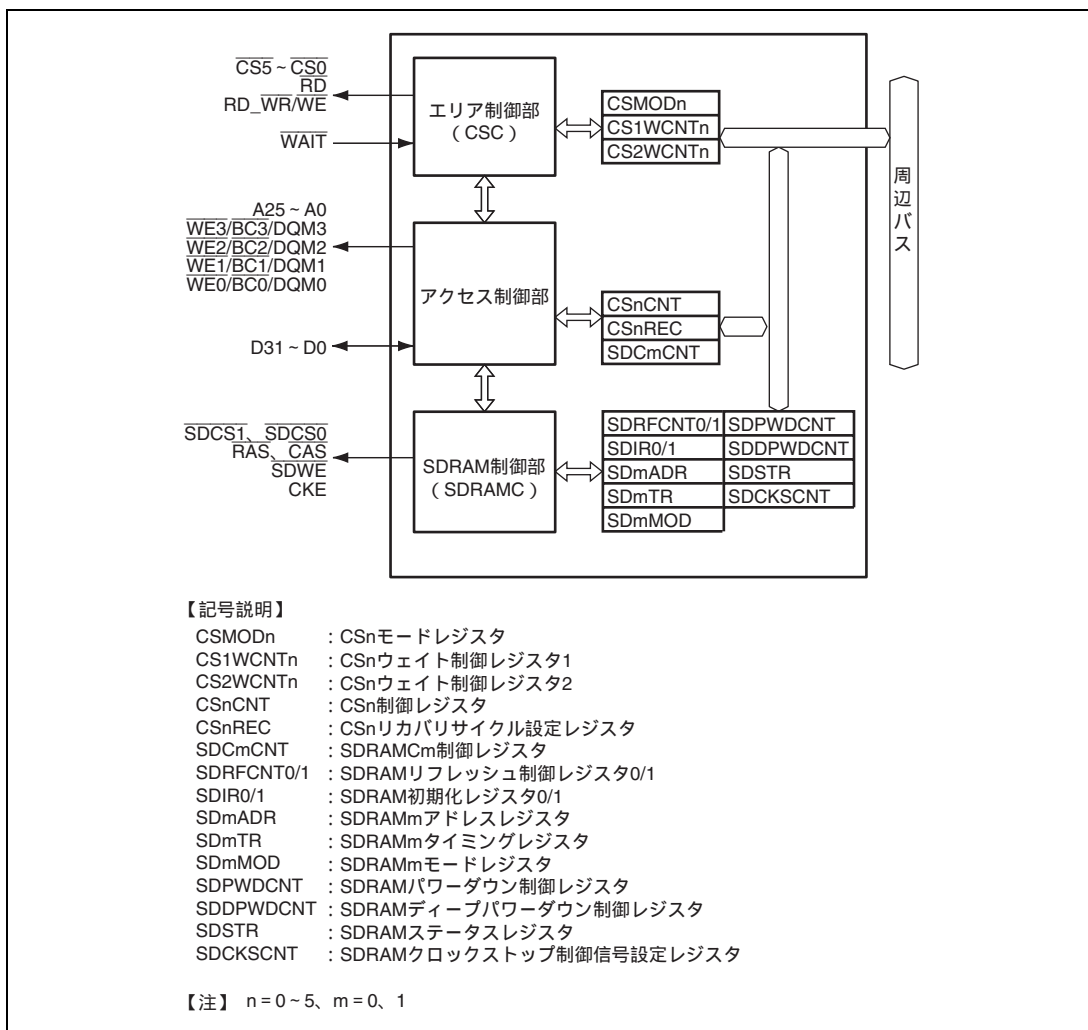 CS5 ~ CS0
RD
RD_WR/WE
WAIT
エリア制御部
( CSC )
CSMODn
CS1WCNTn
CS2WCNTn
周辺バス
A25 ~ A0
WE3/BC3/DQM3
WE2/BC2/DQM2
WE1/BC1/DQM1
WE0/BC0/DQM0
D31 ~ D0
アクセス制御部
CSnCNT
CSnREC
SDCmCNT
SDCS1、SDCS0
RAS、CAS
SDWE
CKE
SDRAM制御部
( SDRAMC )
SDRFCNT0/1 SDPWDCNT
SDIR0/1 SDDPWDCNT
SDmADR SDSTR
SDmTR SDCKSCNT
SDmMOD
【記号説明】
CSMODn : CSnモードレジスタ
CS1WCNTn : CSnウェイト制御レジスタ1
CS2WCNTn : CSnウェイト制御レジスタ2
CSnCNT : CSn制御レジスタ
CSnREC : CSnリカバリサイクル設定レジスタ
SDCmCNT : SDRAMCm制御レジスタ
SDRFCNT0/1 : SDRAMリフレッシュ制御レジスタ0/1
SDIR0/1 : SDRAM初期化レジスタ0/1
SDmADR : SDRAMmアドレスレジスタ
SDmTR : SDRAMmタイミングレジスタ
SDmMOD : SDRAMmモードレジスタ
SDPWDCNT : SDRAMパワーダウン制御レジスタ
SDDPWDCNT : SDRAMディープパワーダウン制御レジスタ
SDSTR : SDRAMステータスレジスタ
SDCKSCNT : SDRAMクロックストップ制御信号設定レジスタ
【注】 n = 0 ~ 5、m = 0、1